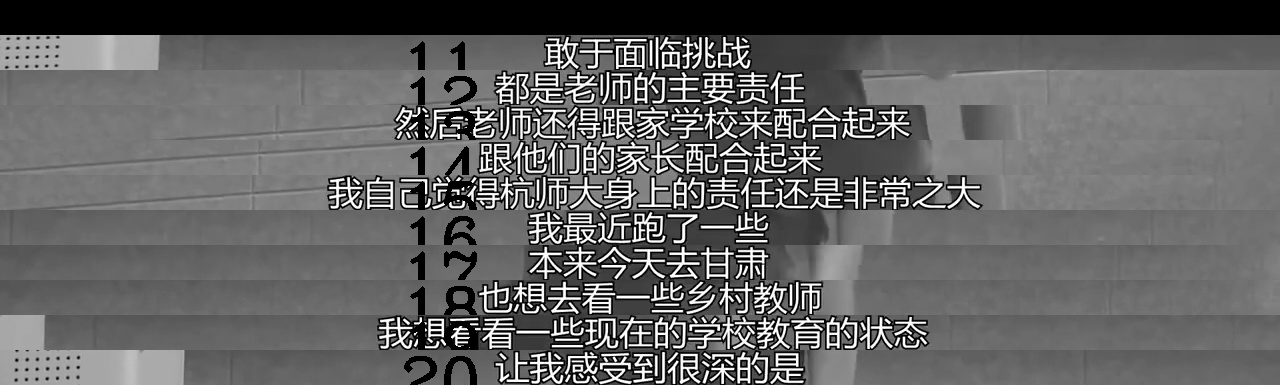 11 敢于面临挑战
12 都是老师的主要责任
13 然后老师还得跟家学校来配合起来
14 跟他们的家长配合起来
15 我自己觉得杭师大身上的责任还是非常之大
16 我最近跑了一些
17 本来今天去甘肃
18 也想去看一些乡村教师
19 我想看看一些现在的学校教育的状态
20 让我感受到很深的是